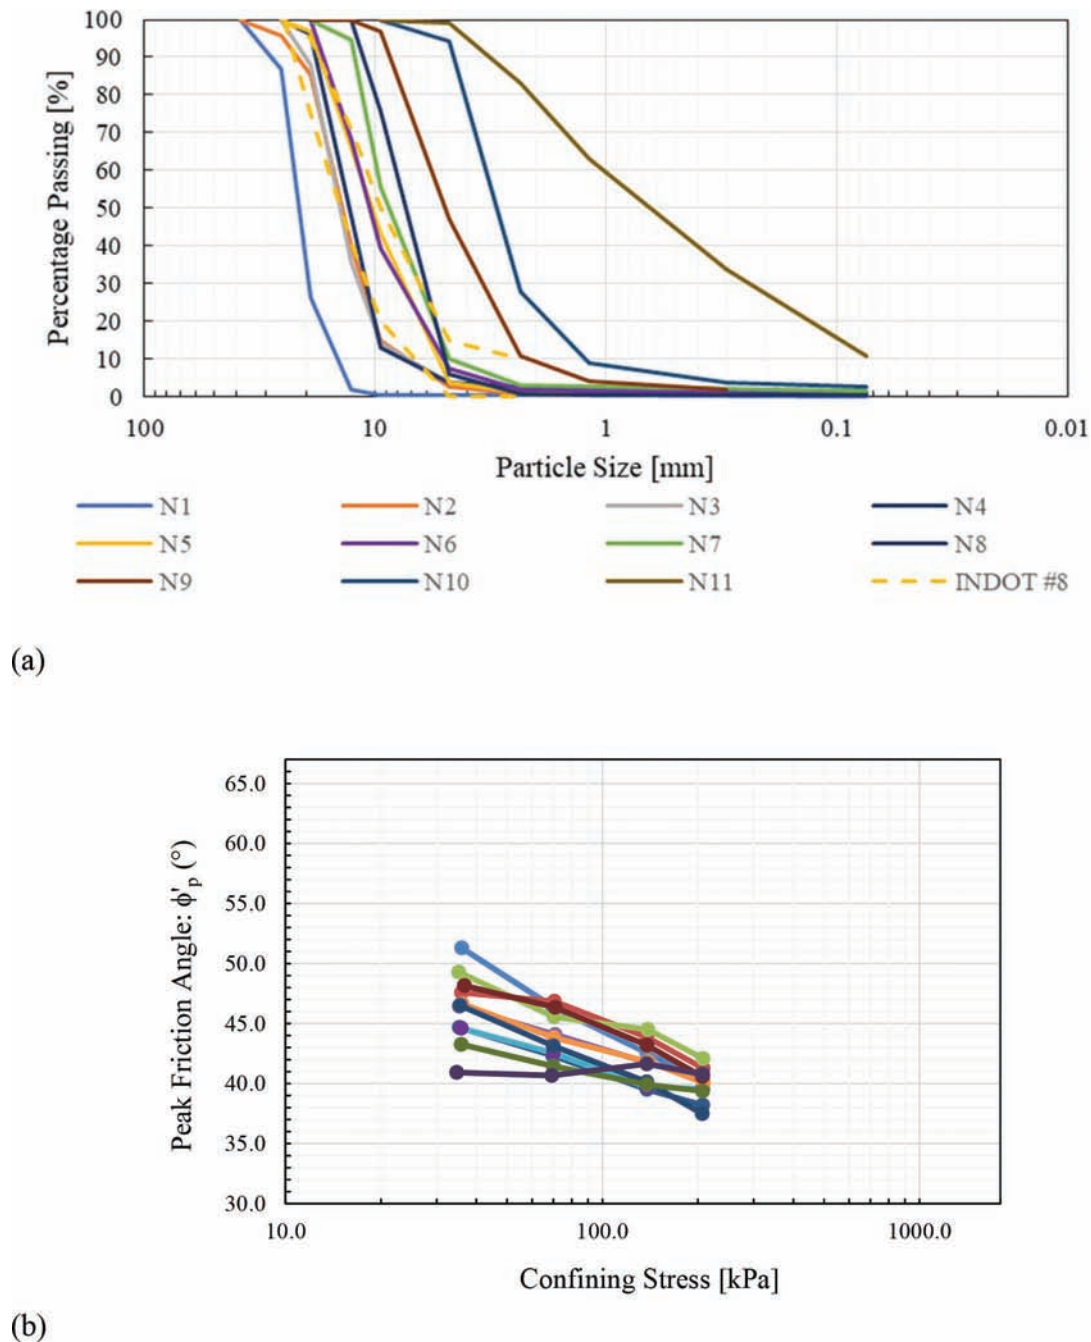 100
90
80
70
60
50
40
30
20
10
0
Percentage Passing [%]
100 10 1 0.1 0.01
Particle Size [mm]
N1 N2 N3 N4
N5 N6 N7 N8
N9 N10 N11 INDOT #8
(a)
65.0
60.0
55.0
50.0
45.0
40.0
35.0
30.0
Peak Friction Angle: ϕ'p (°)
10.0 100.0 1000.0
Confining Stress [kPa]
(b)